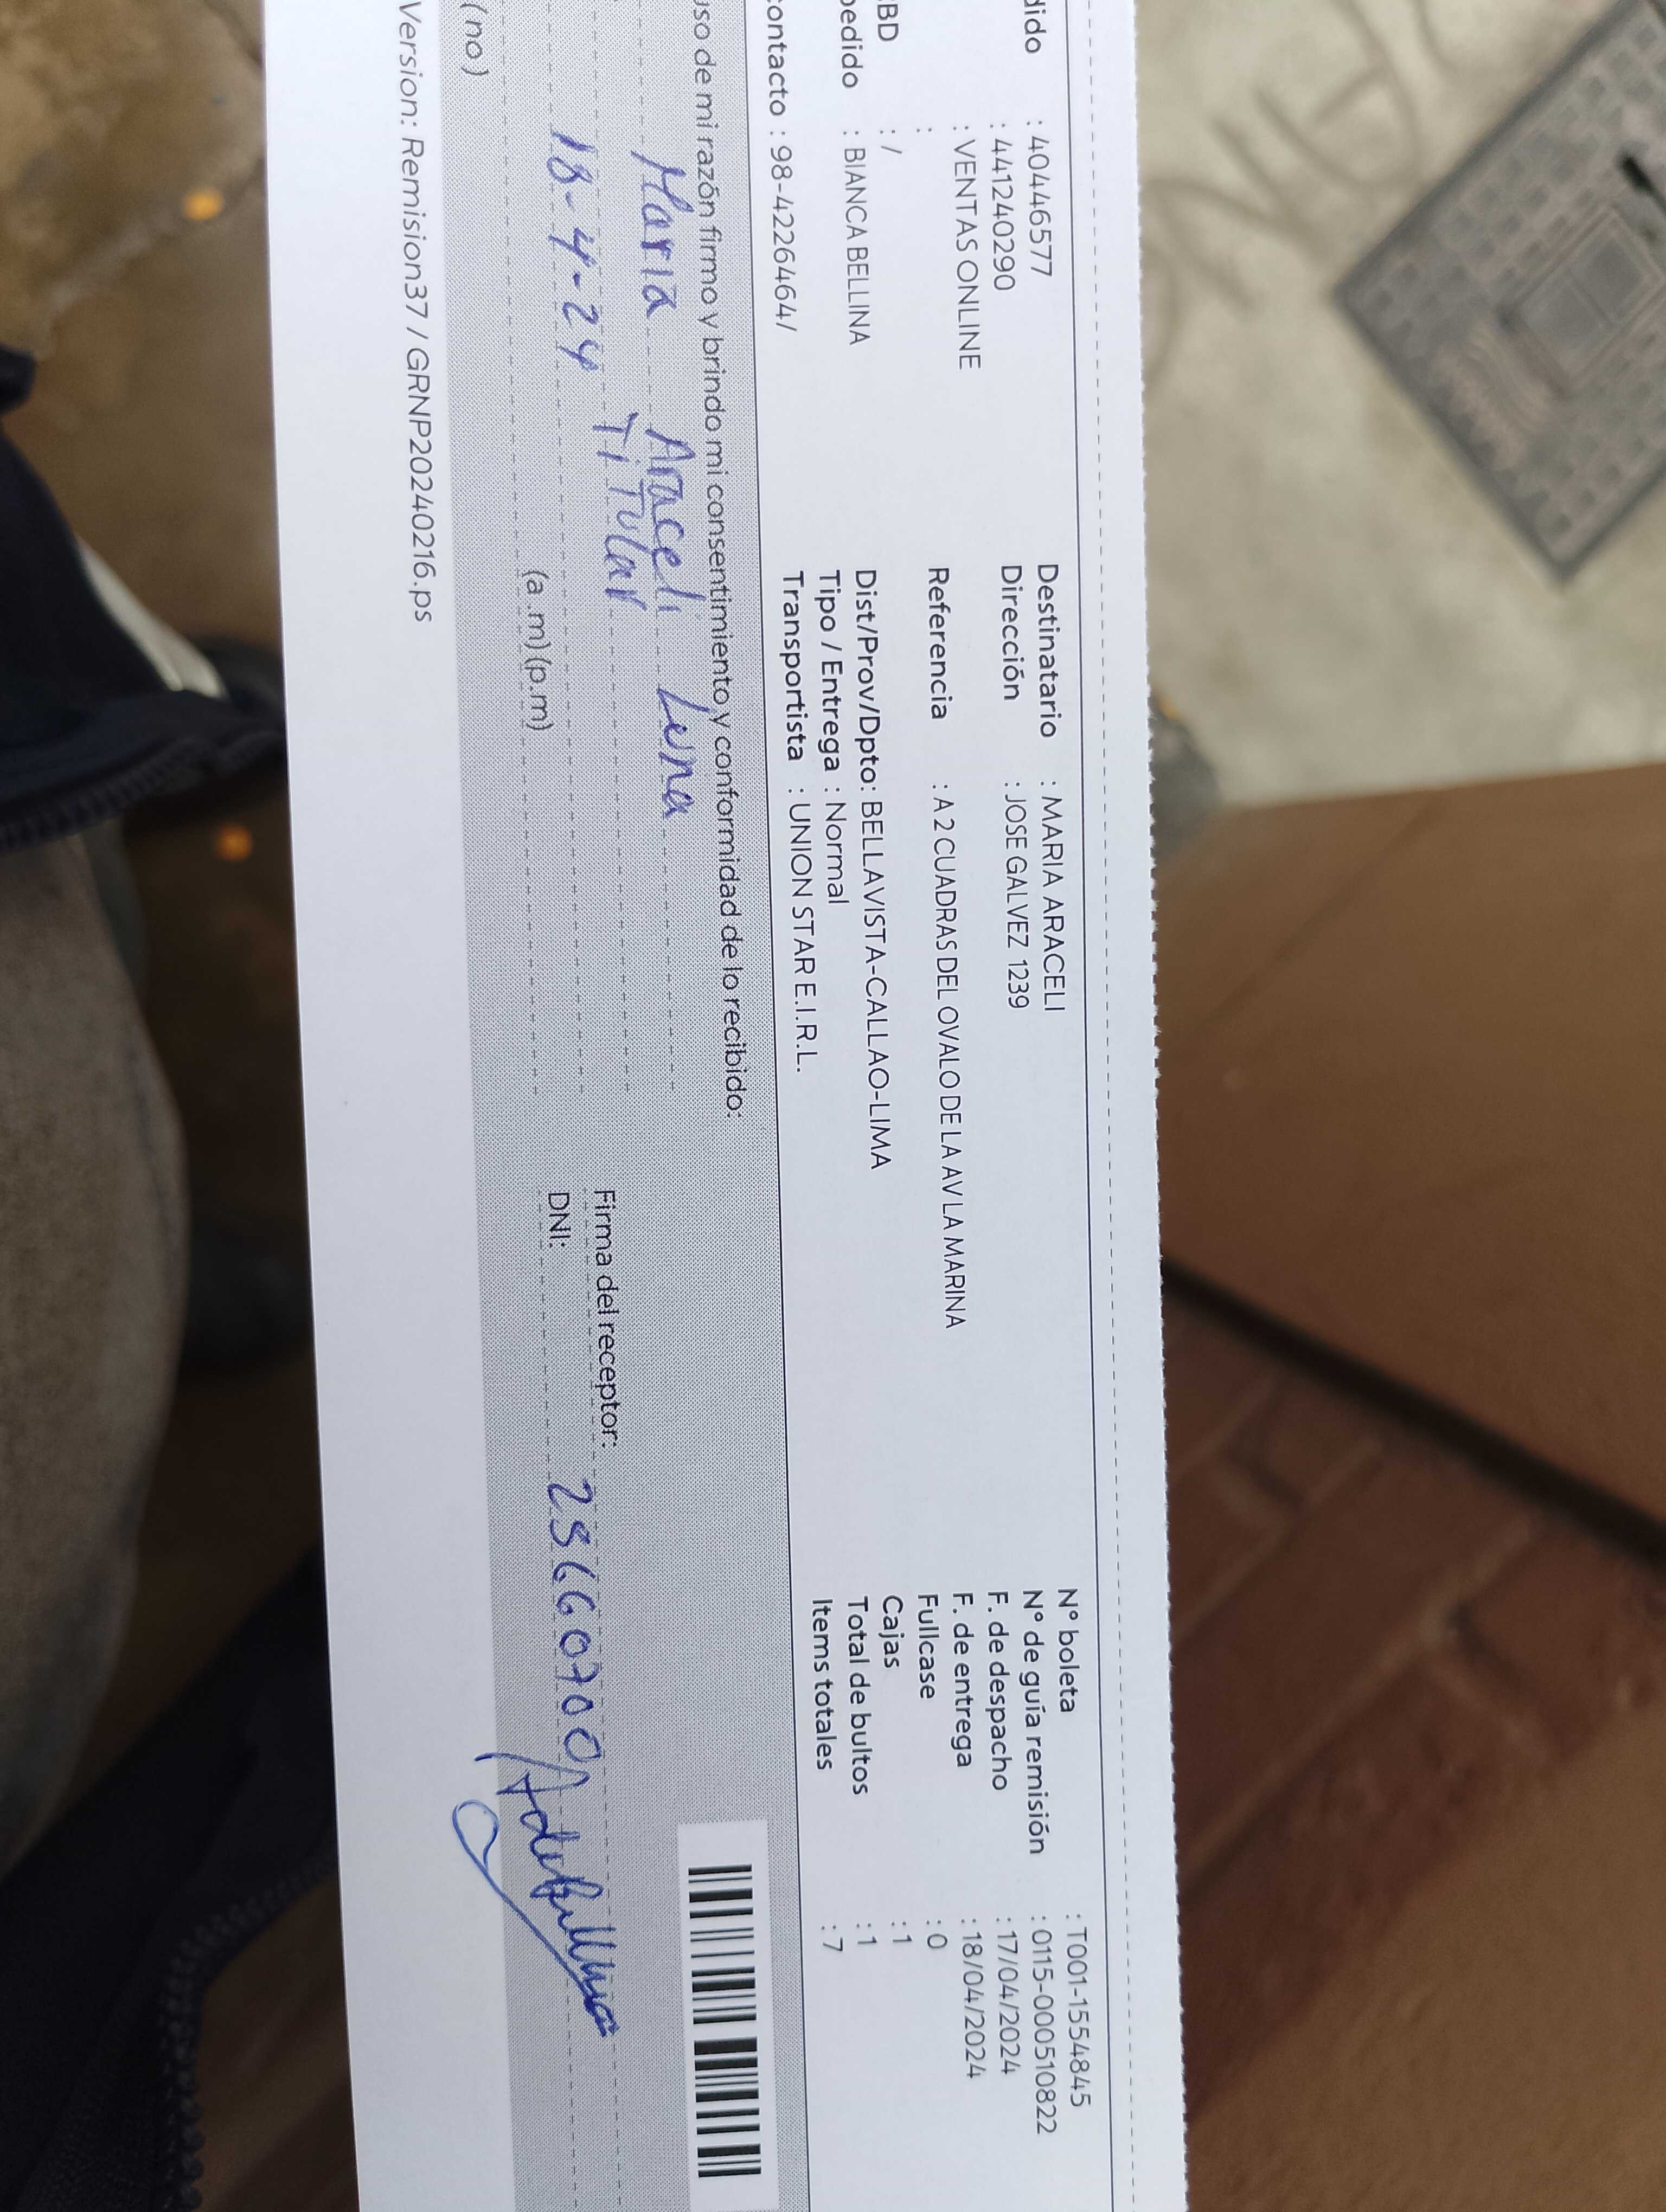 dido : 40446577
: 441240290
: VENTAS ONLINE
:
BD : /
pedido : BIANCA BELLINA
contacto : 98-4226464/
Destinatario : MARIA ARACELI
Dirección : JOSE GALVEZ 1239
Referencia : A 2 CUADRAS DEL OVALO DE LA AV LA MARINA
Dist/Prov/Dpto: BELLAVISTA-CALLAO-LIMA
Tipo / Entrega : Normal
Transportista : UNION STAR E.I.R.L.
N° boleta : T001-1554845
N° de guía remisión : 0115-000510822
F. de despacho : 17/04/2024
F. de entrega : 18/04/2024
Fullcase : 0
Cajas : 1
Total de bultos : 1
Items totales : 7
uso de mi razón firmo y brindo mi consentimiento y conformidad de lo recibido:
Maria Araceli Luna
Titular
18-4-24
(a .m) (p.m)
(no)
Firma del receptor:
DNI: 25660700
Version: Remision37 / GRNP20240216.ps